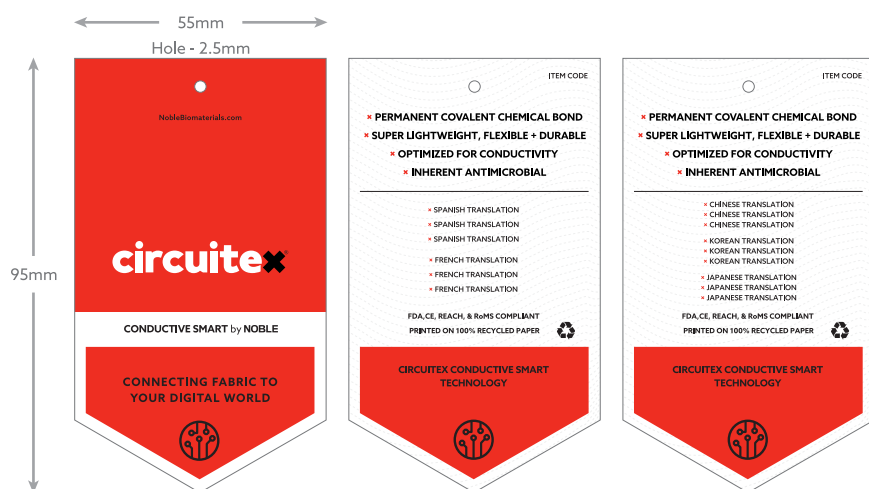 55mm
Hole - 2.5mm
95mm
NobleBiomaterials.com
circuitex®
CONDUCTIVE SMART by NOBLE
CONNECTING FABRIC TO
YOUR DIGITAL WORLD
ITEM CODE
× PERMANENT COVALENT CHEMICAL BOND
× SUPER LIGHTWEIGHT, FLEXIBLE + DURABLE
× OPTIMIZED FOR CONDUCTIVITY
× INHERENT ANTIMICROBIAL
× SPANISH TRANSLATION
× SPANISH TRANSLATION
× SPANISH TRANSLATION
× FRENCH TRANSLATION
× FRENCH TRANSLATION
× FRENCH TRANSLATION
FDA,CE, REACH, & RoMS COMPLIANT
PRINTED ON 100% RECYCLED PAPER
CIRCUITEX CONDUCTIVE SMART
TECHNOLOGY
ITEM CODE
× PERMANENT COVALENT CHEMICAL BOND
× SUPER LIGHTWEIGHT, FLEXIBLE + DURABLE
× OPTIMIZED FOR CONDUCTIVITY
× INHERENT ANTIMICROBIAL
× CHINESE TRANSLATION
× CHINESE TRANSLATION
× CHINESE TRANSLATION
× KOREAN TRANSLATION
× KOREAN TRANSLATION
× KOREAN TRANSLATION
× JAPANESE TRANSLATION
× JAPANESE TRANSLATION
× JAPANESE TRANSLATION
FDA,CE, REACH, & RoMS COMPLIANT
PRINTED ON 100% RECYCLED PAPER
CIRCUITEX CONDUCTIVE SMART
TECHNOLOGY